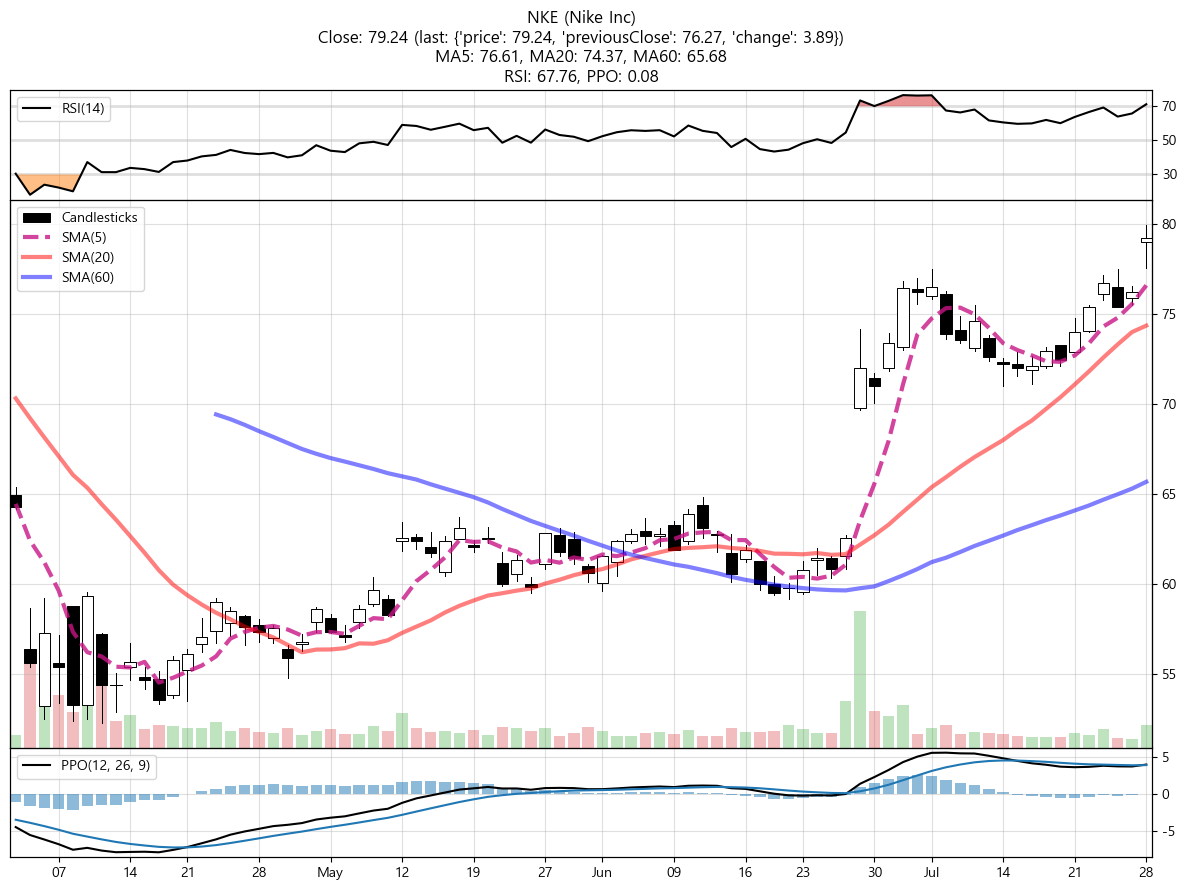 NKE (Nike Inc)
Close: 79.24 (last: {'price': 79.24, 'previousClose': 76.27, 'change': 3.89})
MA5: 76.61, MA20: 74.37, MA60: 65.68
RSI: 67.76, PPO: 0.08
RSI(14)
70
50
30
Candlesticks
SMA(5)
SMA(20)
SMA(60)
80
75
70
65
60
55
PPO(12, 26, 9)
5
0
-5
07 14 21 28 May 12 19 27 Jun 09 16 23 30 Jul 14 21 28